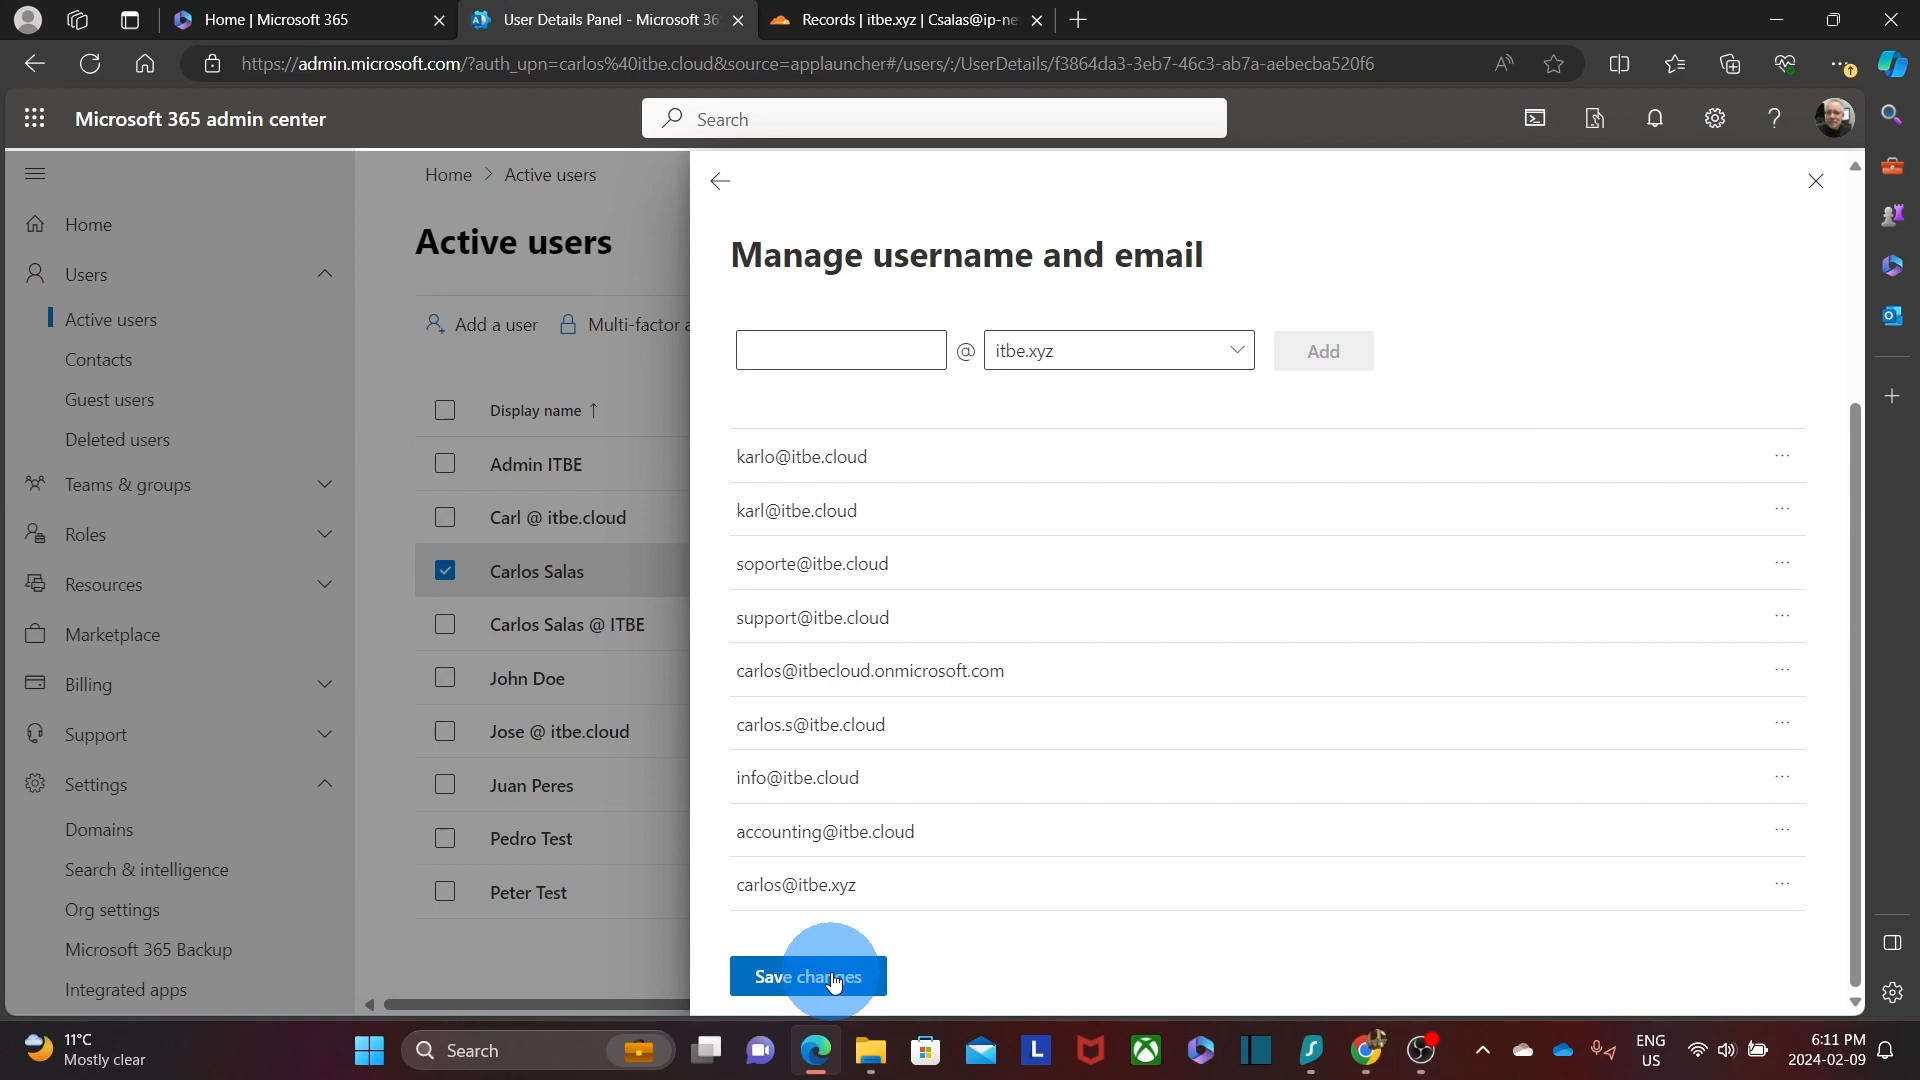 Home | Microsoft 365
User Details Panel - Microsoft 36
Records | itbe.xyz | Csalas@ip-ne
https://admin.microsoft.com/?auth_upn=carlos%40itbe.cloud&source=applauncher#/users/:/UserDetails/f3864da3-3eb7-46c3-ab7a-aebecba520f6
Microsoft 365 admin center
Search
Home
Users
Active users
Contacts
Guest users
Deleted users
Teams & groups
Roles
Resources
Marketplace
Billing
Support
Settings
Domains
Search & intelligence
Org settings
Microsoft 365 Backup
Integrated apps
Home > Active users
Active users
Add a user
Multi-factor a
Display name ↑
Admin ITBE
Carl @ itbe.cloud
Carlos Salas
Carlos Salas @ ITBE
John Doe
Jose @ itbe.cloud
Juan Peres
Pedro Test
Peter Test
Manage username and email
@ itbe.xyz
Add
karlo@itbe.cloud
karl@itbe.cloud
soporte@itbe.cloud
support@itbe.cloud
carlos@itbecloud.onmicrosoft.com
carlos.s@itbe.cloud
info@itbe.cloud
accounting@itbe.cloud
carlos@itbe.xyz
Save changes
11°C
Mostly clear
Search
L
ENG
US
6:11 PM
2024-02-09